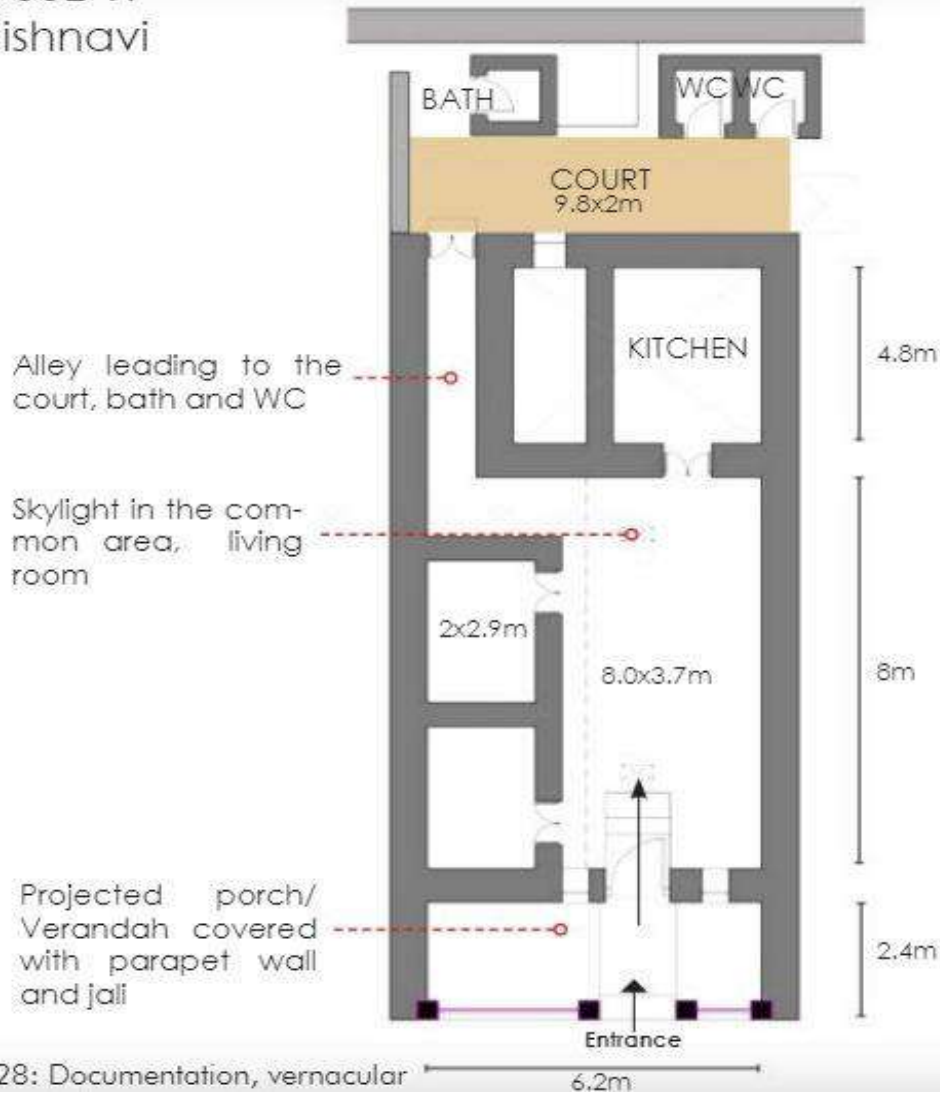 ishnavi
BATH
WC WC
COURT
9.8x2m
KITCHEN
4.8m
Alley leading to the
court, bath and WC
Skylight in the com-
mon area, living
room
2x2.9m
8.0x3.7m
8m
Projected porch/
Verandah covered
with parapet wall
and jali
2.4m
Entrance
28: Documentation, vernacular
6.2m